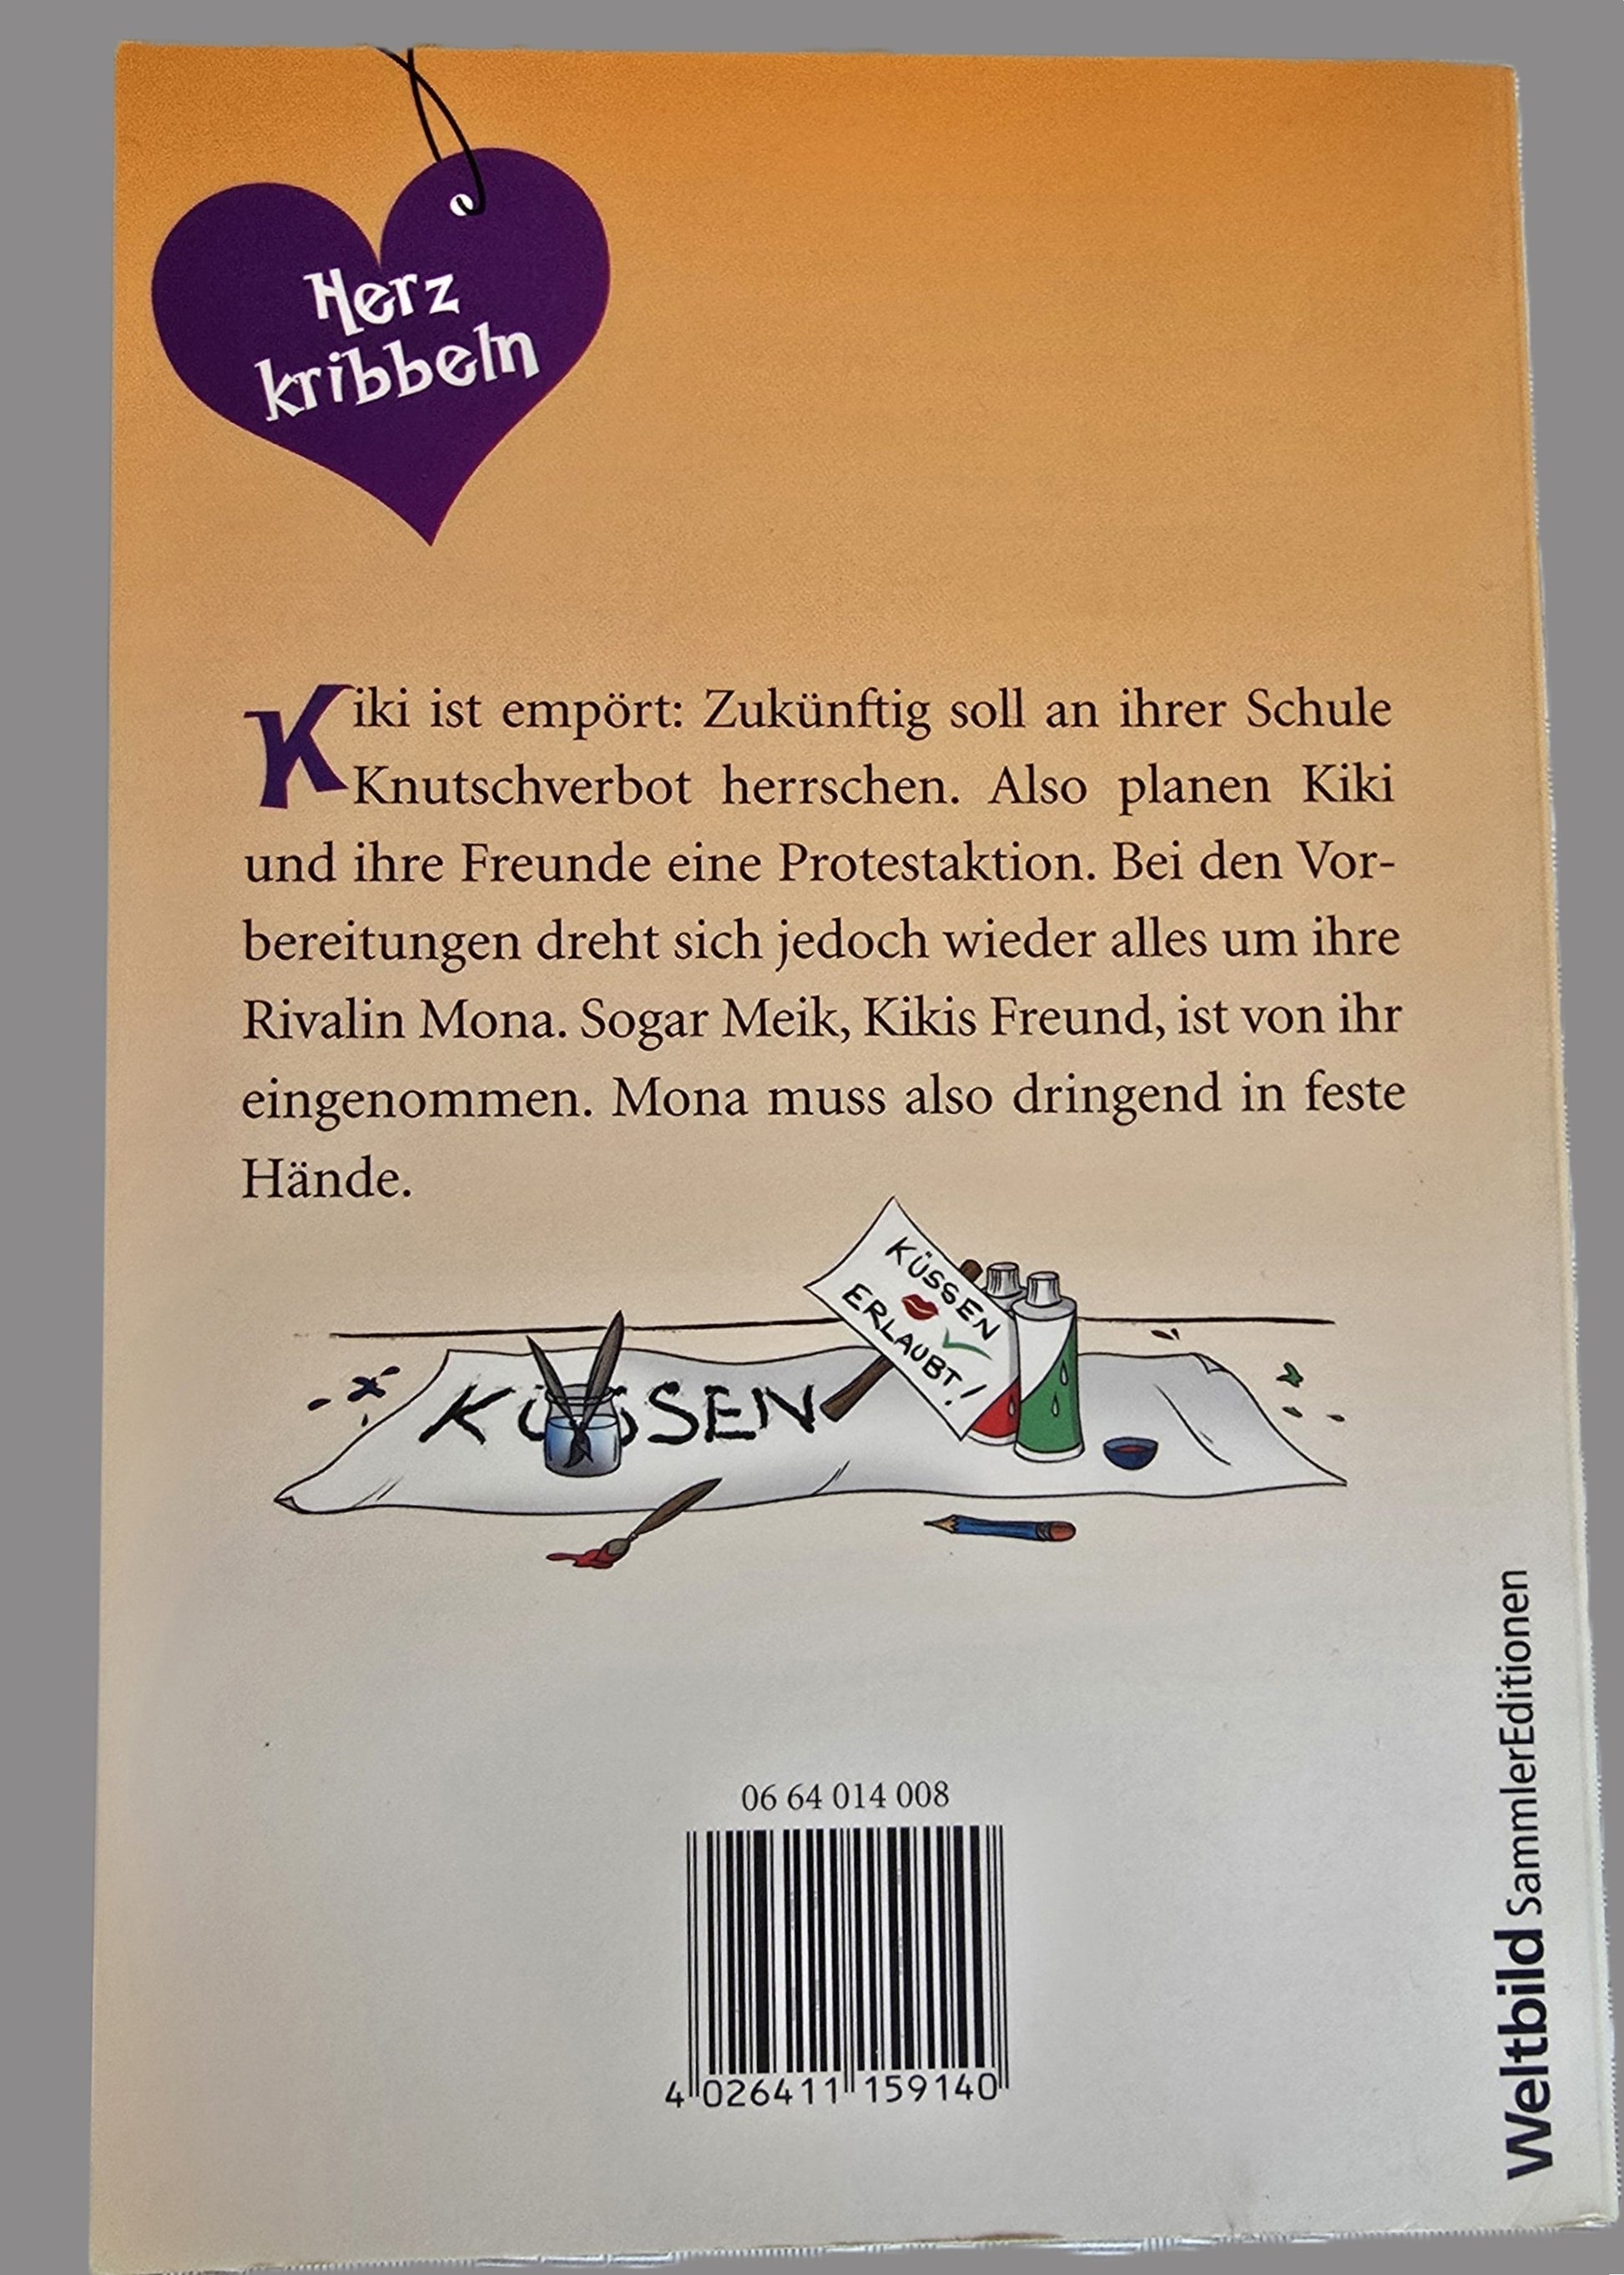 Herz
kribbeln
Kiki ist empört: Zukünftig soll an ihrer Schule
Knutschverbot herrschen. Also planen Kiki
und ihre Freunde eine Protestaktion. Bei den Vor-
bereitungen dreht sich jedoch wieder alles um ihre
Rivalin Mona. Sogar Meik, Kikis Freund, ist von ihr
eingenommen. Mona muss also dringend in feste
Hände.
KÜSSEN
ERLAUBT!
KÜSSEN
06 64 014 008
4 026411 159140
Weltbild SammlerEditionen